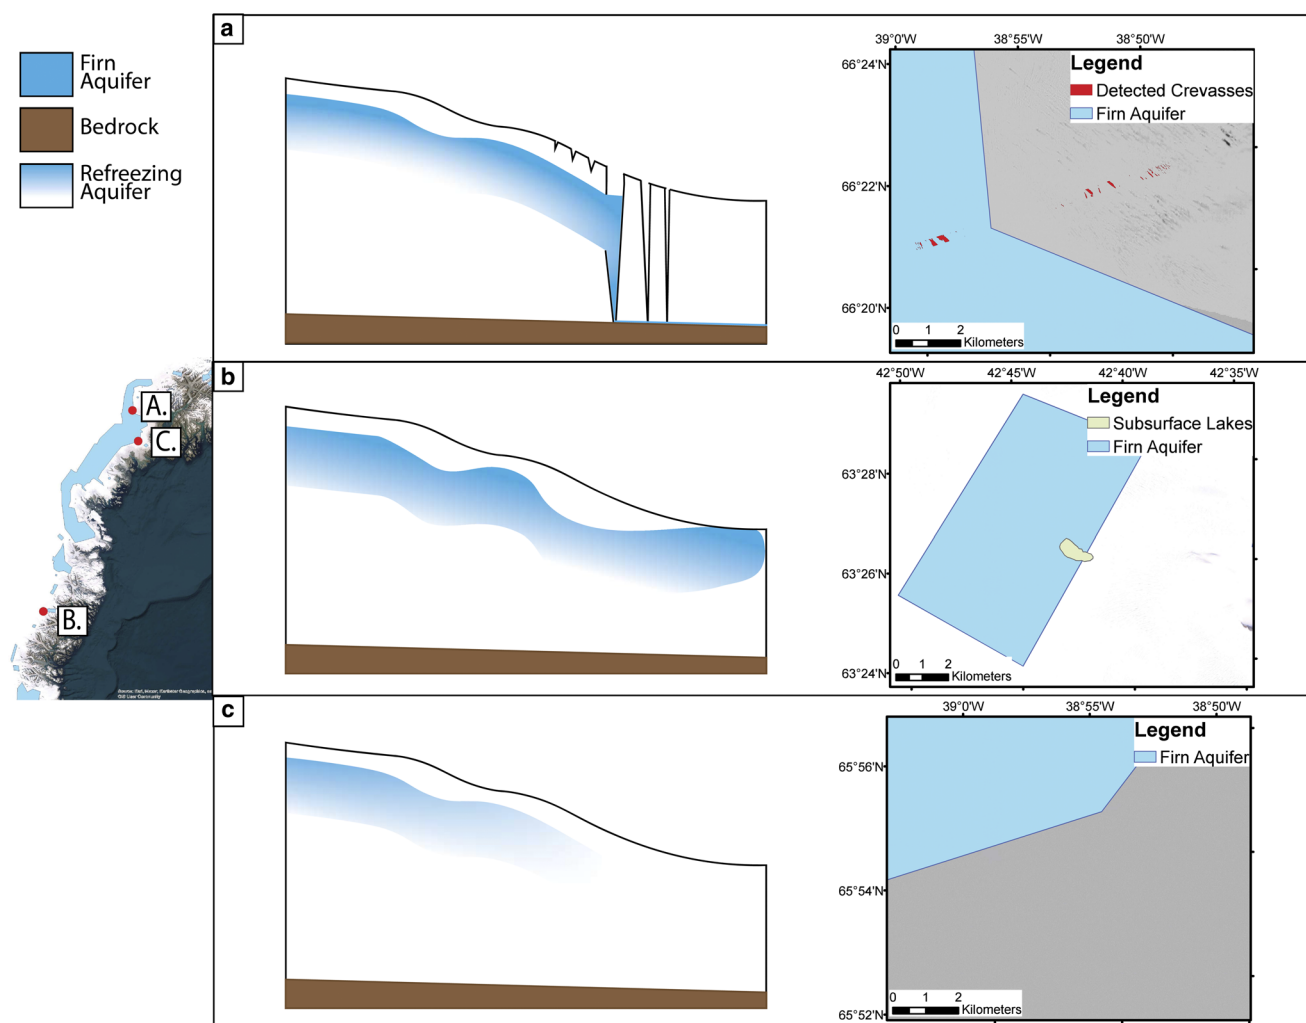 Firn
Aquifer
Bedrock
Refreezing
Aquifer
A.
C.
B.
a
39°0'W 38°55'W 38°50'W
66°24'N
66°22'N
66°20'N
Legend
Detected Crevasses
Firn Aquifer
0 1 2
Kilometers
b
42°50'W 42°45'W 42°40'W 42°35'W
63°28'N
63°26'N
63°24'N
Legend
Subsurface Lakes
Firn Aquifer
0 1 2
Kilometers
c
39°0'W 38°55'W 38°50'W
65°56'N
65°54'N
65°52'N
Legend
Firn Aquifer
0 1 2
Kilometers